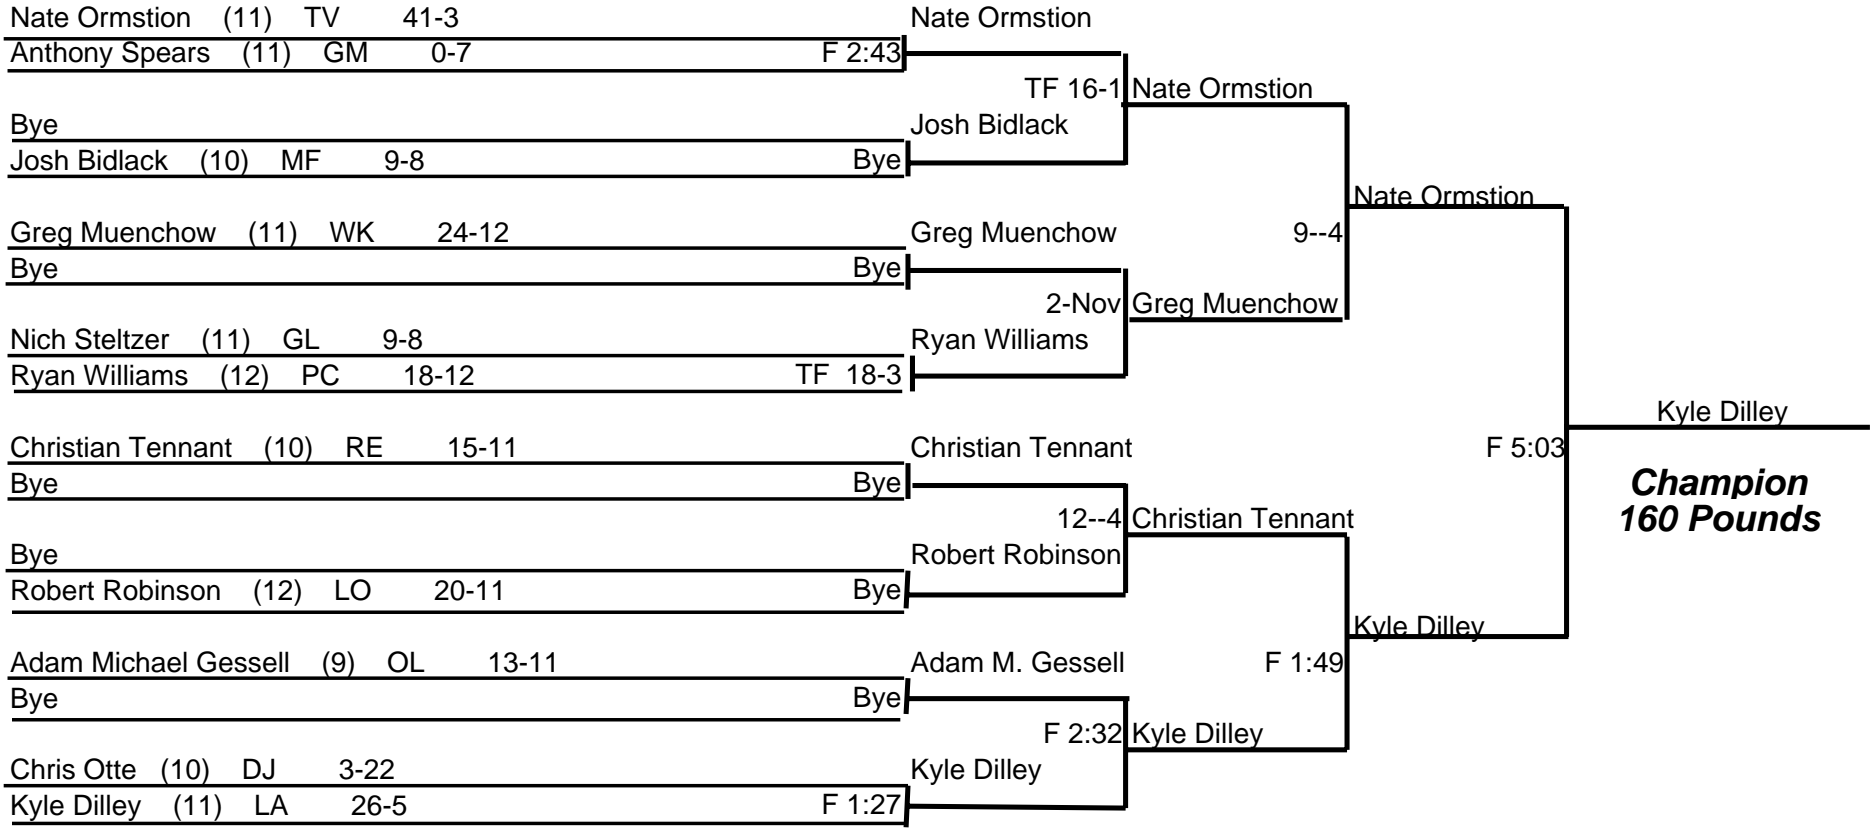 Nate Ormstion (11) TV 41-3 Nate Ormstion
Anthony Spears (11) GM 0-7 F 2:43
TF 16-1 Nate Ormstion
Bye Josh Bidlack
Josh Bidlack (10) MF 9-8 Bye
Nate Ormstion
Greg Muenchow (11) WK 24-12 Greg Muenchow 9--4
Bye Bye
2-Nov Greg Muenchow
Nich Steltzer (11) GL 9-8 Ryan Williams
Ryan Williams (12) PC 18-12 TF 18-3
Kyle Dilley
Christian Tennant (10) RE 15-11 Christian Tennant F 5:03
Bye Bye Champion
12--4 Christian Tennant 160 Pounds
Bye Robert Robinson
Robert Robinson (12) LO 20-11 Bye
Kyle Dilley
Adam Michael Gessell (9) OL 13-11 Adam M. Gessell F 1:49
Bye Bye
F 2:32 Kyle Dilley
Chris Otte (10) DJ 3-22 Kyle Dilley
Kyle Dilley (11) LA 26-5 F 1:27